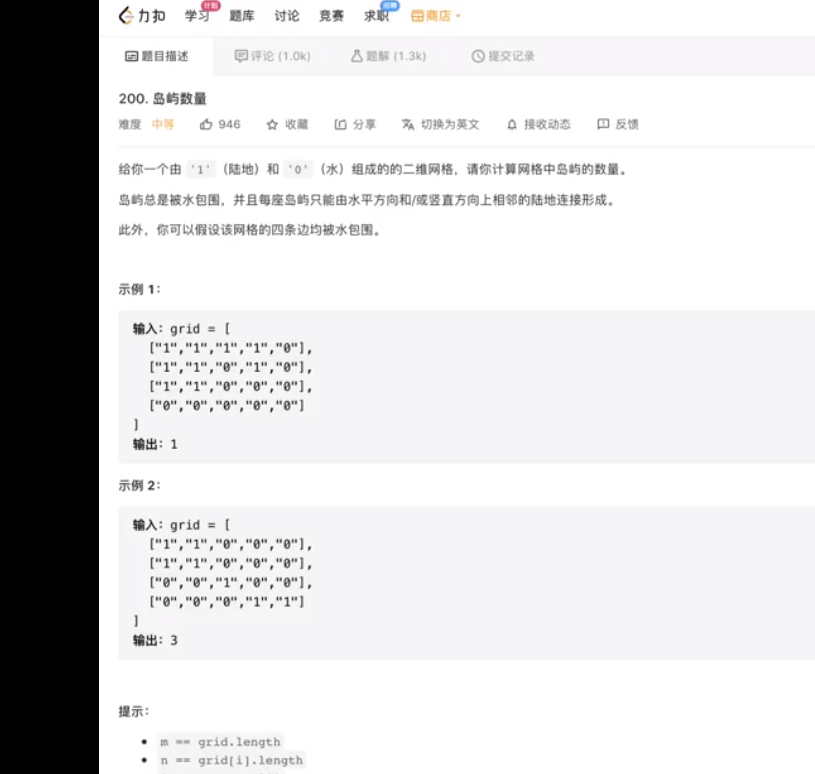 力扣 学习 计划 题库 讨论 竞赛 求职 招聘 商店
题目描述 评论 (1.0k) 题解 (1.3k) 提交记录
200. 岛屿数量
难度 中等 946 收藏 分享 切换为英文 接收动态 反馈
给你一个由 '1'（陆地）和 '0'（水）组成的的二维网格，请你计算网格中岛屿的数量。
岛屿总是被水包围，并且每座岛屿只能由水平方向和/或竖直方向上相邻的陆地连接形成。
此外，你可以假设该网格的四条边均被水包围。
示例 1：
输入：grid = [
["1","1","1","1","0"],
["1","1","0","1","0"],
["1","1","0","0","0"],
["0","0","0","0","0"]
]
输出：1
示例 2：
输入：grid = [
["1","1","0","0","0"],
["1","1","0","0","0"],
["0","0","1","0","0"],
["0","0","0","1","1"]
]
输出：3
提示：
m == grid.length
n == grid[i].length